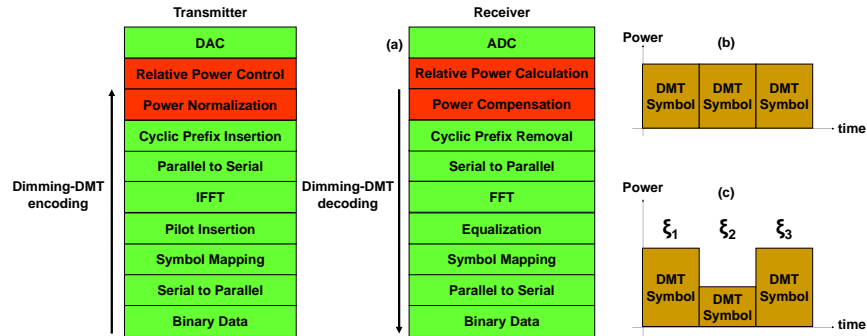 Transmitter
DAC
Relative Power Control
Power Normalization
Cyclic Prefix Insertion
Parallel to Serial
IFFT
Pilot Insertion
Symbol Mapping
Serial to Parallel
Binary Data
Dimming-DMT
encoding
(a)
Receiver
ADC
Relative Power Calculation
Power Compensation
Cyclic Prefix Removal
Serial to Parallel
FFT
Equalization
Symbol Mapping
Parallel to Serial
Binary Data
Dimming-DMT
decoding
Power
(b)
DMT
Symbol
DMT
Symbol
DMT
Symbol
time
Power
(c)
ξ1
ξ2
ξ3
DMT
Symbol
DMT
Symbol
DMT
Symbol
time